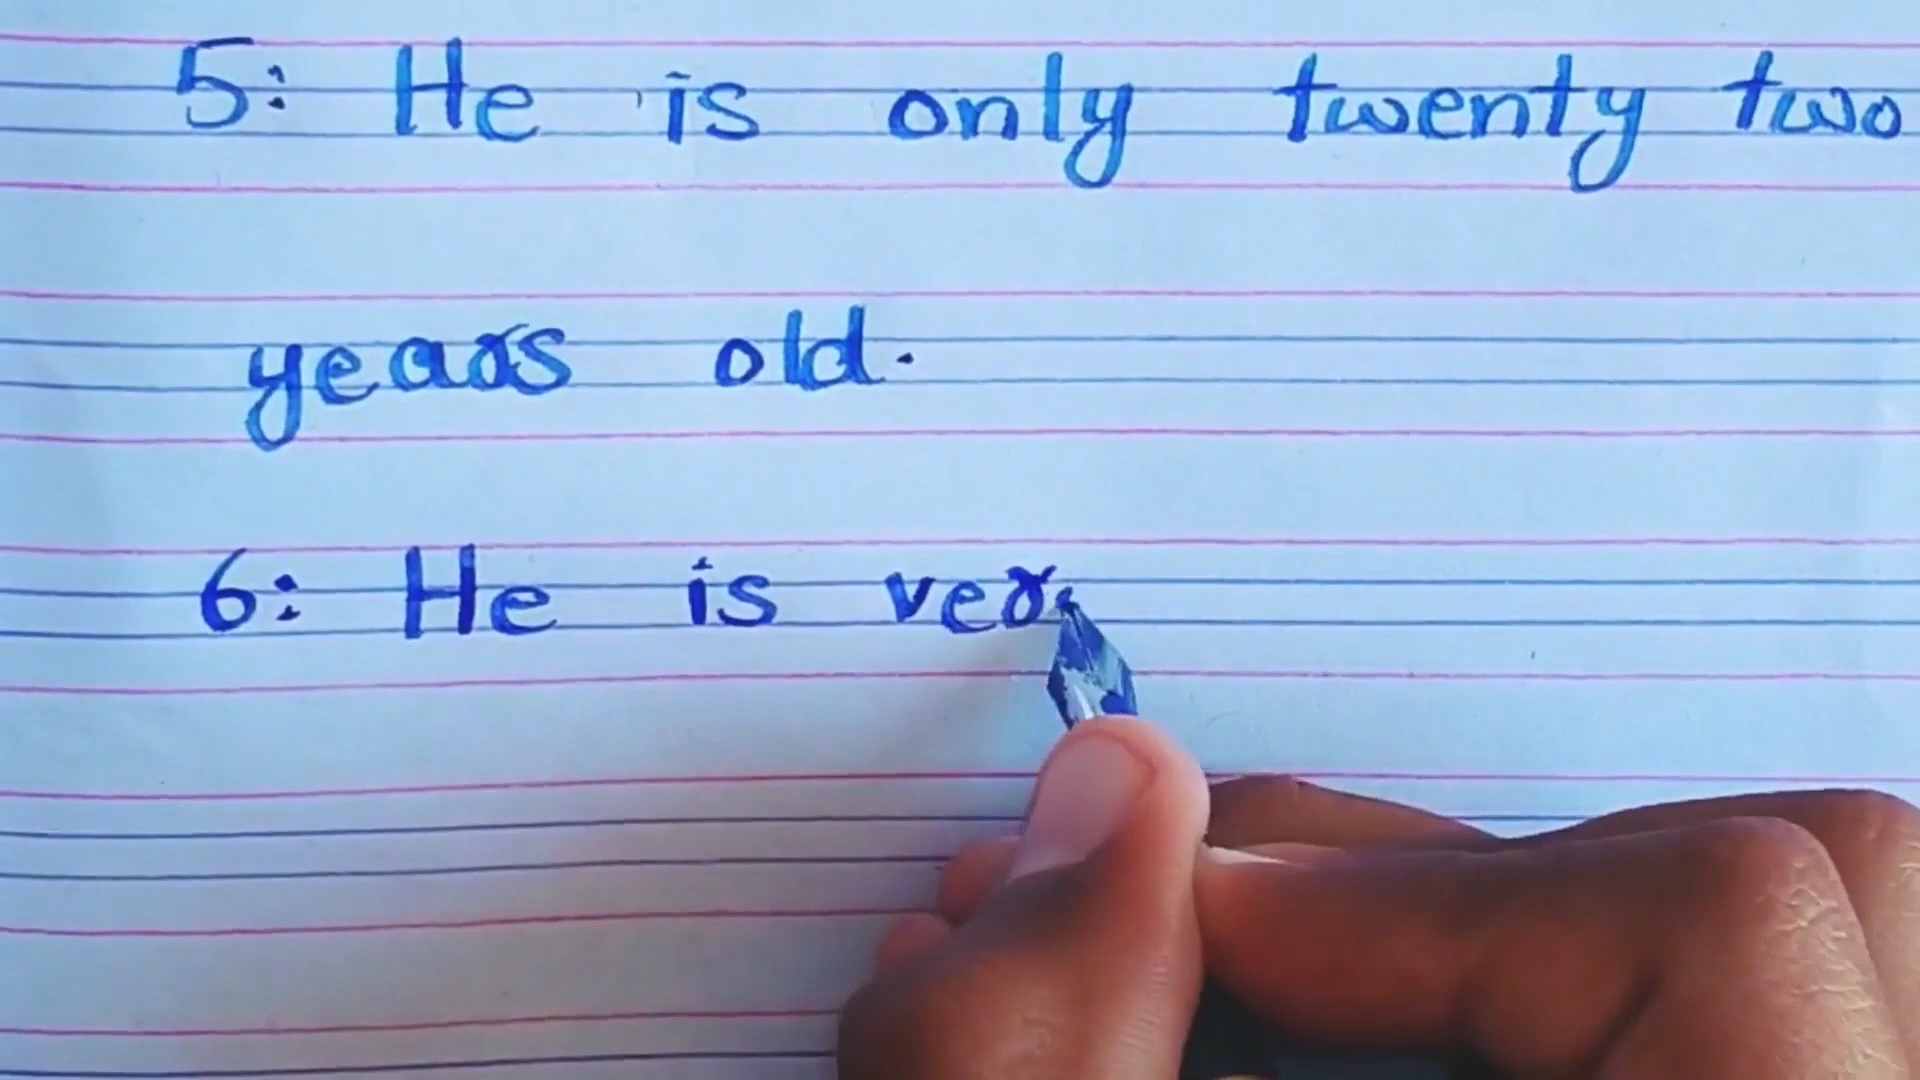 5: He is only twenty two
years old.
6: He is ver